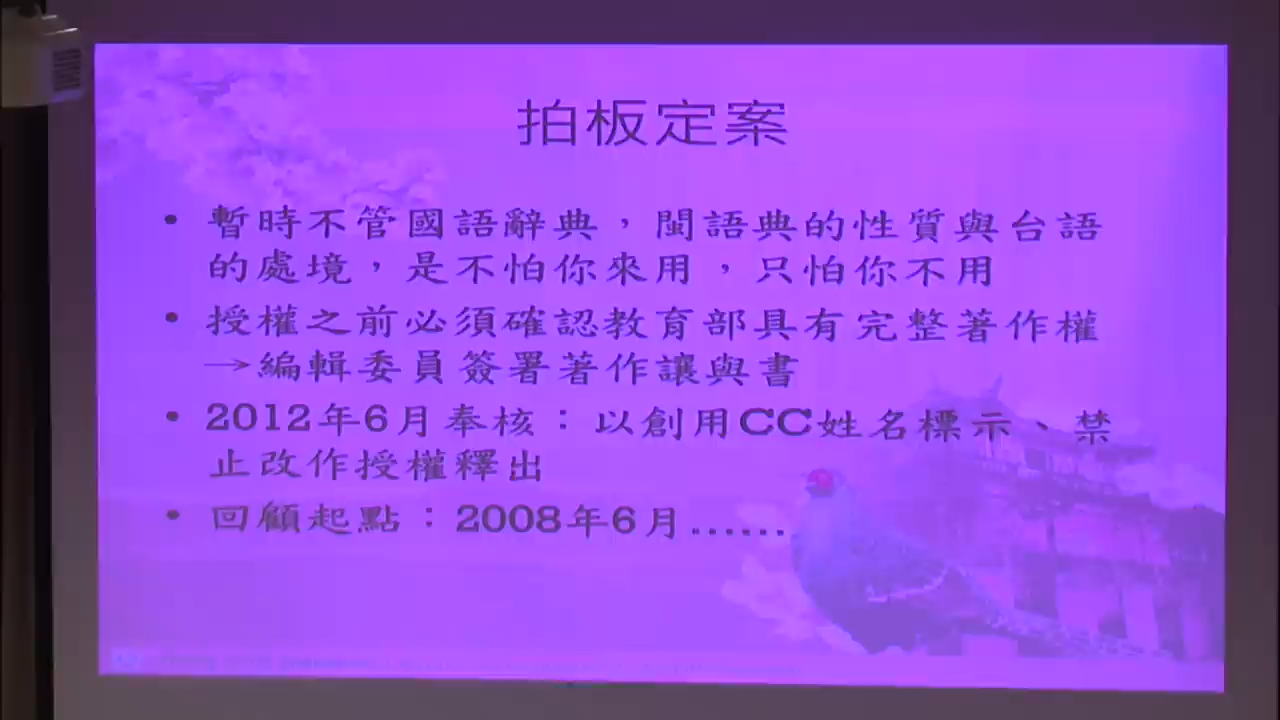 拍板定案
• 暫時不管國語辭典，閩語典的性質與台語
的處境，是不怕你來用，只怕你不用
• 授權之前必須確認教育部具有完整著作權
→編輯委員簽署著作讓與書
• 2012年6月奉核：以創用CC姓名標示、禁
止改作授權釋出
• 回顧起點：2008年6月……